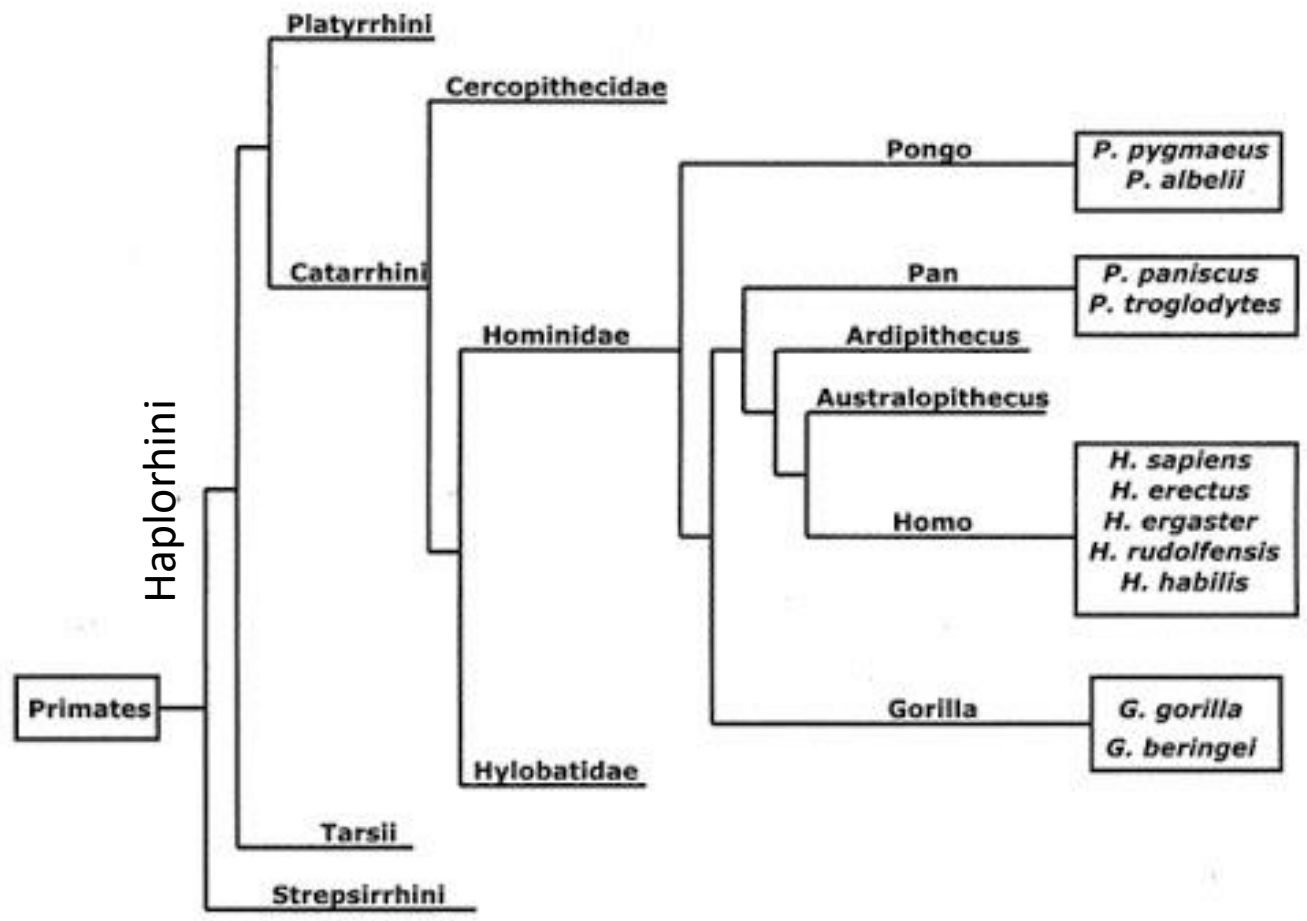 Platyrrhini
Cercopithecidae
Pongo
P. pygmaeus
P. albelii
Catarrhini
Pan
P. paniscus
P. troglodytes
Hominidae
Ardipithecus
Australopithecus
Haplorhini
H. sapiens
H. erectus
Homo
H. ergaster
H. rudolfensis
H. habilis
Primates
Gorilla
G. gorilla
G. beringei
Hylobatidae
Tarsii
Strepsirrhini